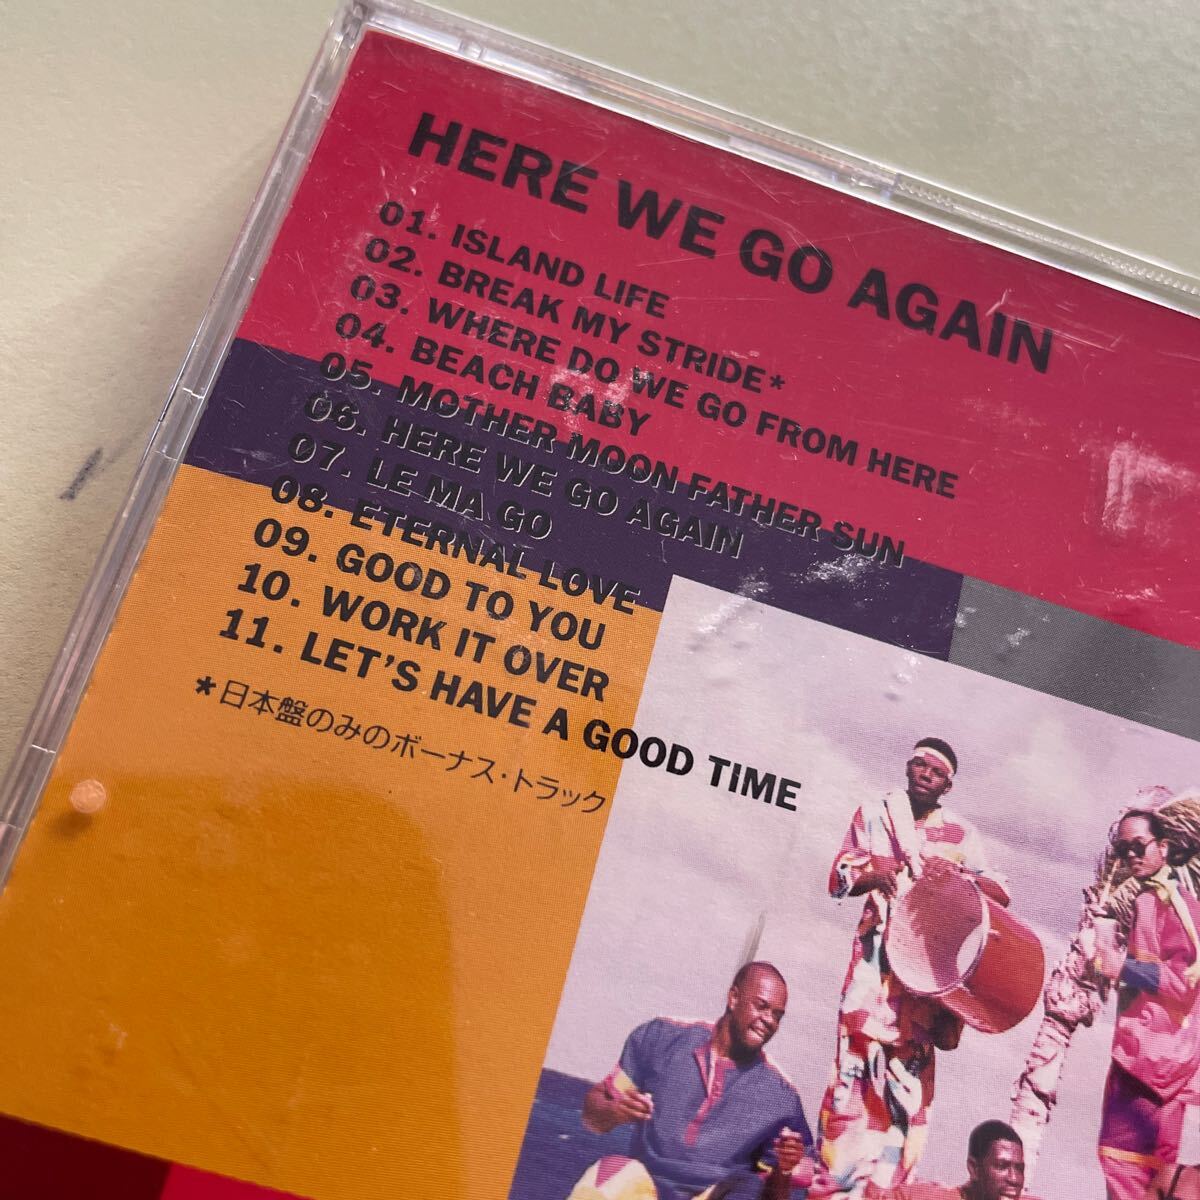 HERE WE GO AGAIN
01. ISLAND LIFE
02. BREAK MY STRIDE*
03. WHERE DO WE GO FROM HERE
04. BEACH BABY
05. MOTHER MOON FATHER SUN
06. HERE WE GO AGAIN
07. LE MA GO
08. ETERNAL LOVE
09. GOOD TO YOU
10. WORK IT OVER
11. LET'S HAVE A GOOD TIME
*日本盤のみのボーナス・トラック